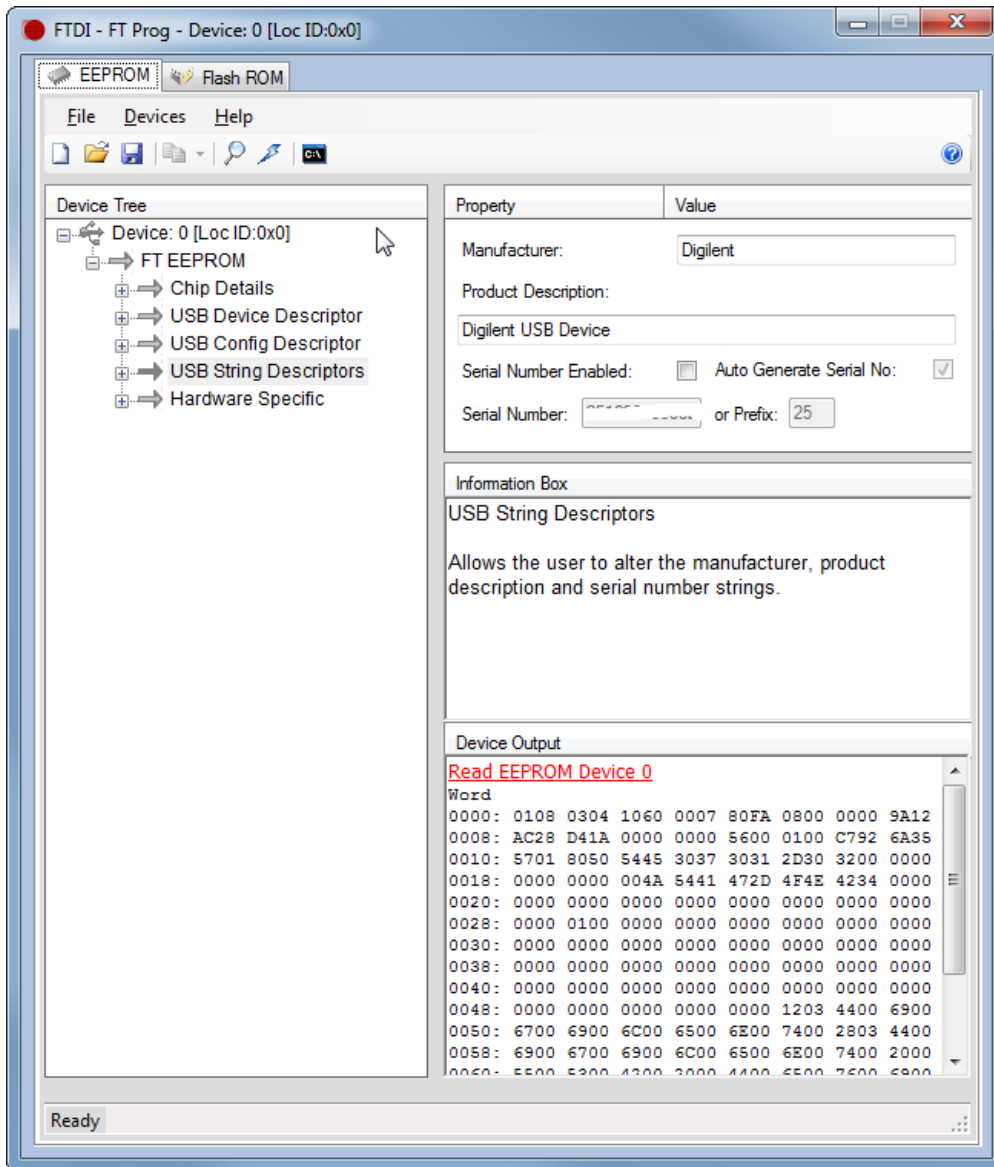 FTDI - FT Prog - Device: 0 [Loc ID:0x0]
EEPROM Flash ROM
File Devices Help
C:\
Device Tree
Device: 0 [Loc ID:0x0]
FT EEPROM
Chip Details
USB Device Descriptor
USB Config Descriptor
USB String Descriptors
Hardware Specific
Property Value
Manufacturer: Digilent
Product Description:
Digilent USB Device
Serial Number Enabled: Auto Generate Serial No:
Serial Number: or Prefix: 25
Information Box
USB String Descriptors
Allows the user to alter the manufacturer, product
description and serial number strings.
Device Output
Read EEPROM Device 0
Word
0000: 0108 0304 1060 0007 80FA 0800 0000 9A12
0008: AC28 D41A 0000 0000 5600 0100 C792 6A35
0010: 5701 8050 5445 3037 3031 2D30 3200 0000
0018: 0000 0000 004A 5441 472D 4F4E 4234 0000
0020: 0000 0000 0000 0000 0000 0000 0000 0000
0028: 0000 0100 0000 0000 0000 0000 0000 0000
0030: 0000 0000 0000 0000 0000 0000 0000 0000
0038: 0000 0000 0000 0000 0000 0000 0000 0000
0040: 0000 0000 0000 0000 0000 0000 0000 0000
0048: 0000 0000 0000 0000 0000 1203 4400 6900
0050: 6700 6900 6C00 6500 6E00 7400 2803 4400
0058: 6900 6700 6900 6C00 6500 6E00 7400 2000
0060: 5500 5300 4200 2000 4400 6500 7600 6900
Ready